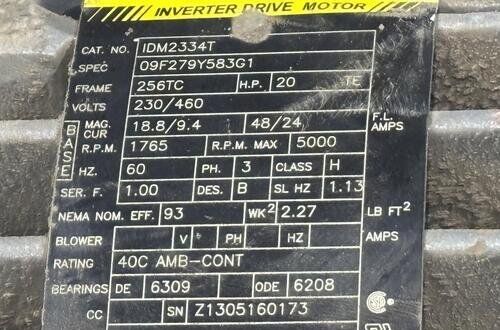 INVERTER DRIVE MOTOR
CAT. NO. IDM2334T
SPEC 09F279Y583G1
FRAME 256TC H.P. 20 TE
VOLTS 230/460
MAG. CUR 18.8/9.4 48/24 F.L. AMPS
R.P.M. 1765 R.P.M. MAX 5000
BASE
HZ. 60 PH. 3 CLASS H
SER. F. 1.00 DES. B SL HZ 1.13
NEMA NOM. EFF. 93 WK2 2.27 LB FT2
BLOWER V PH HZ AMPS
RATING 40C AMB-CONT
BEARINGS DE 6309 ODE 6208
CC SN Z1305160173